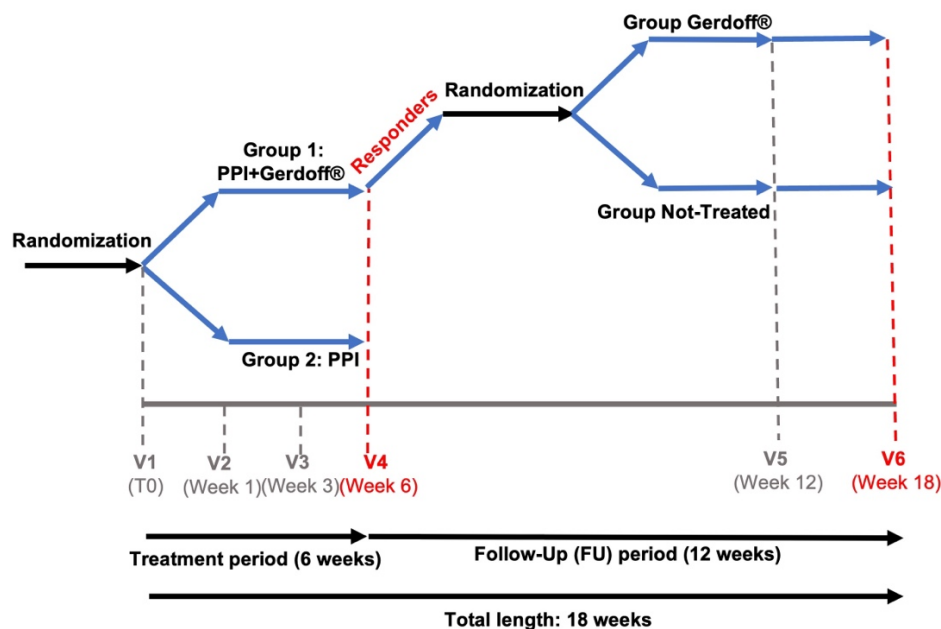 Group Gerdoff®
Responders
Randomization
Group 1:
PPI+Gerdoff®
Group Not-Treated
Randomization
Group 2: PPI
V1
(T0)
V2
(Week 1)
V3
(Week 3)
V4
(Week 6)
V5
(Week 12)
V6
(Week 18)
Treatment period (6 weeks)
Follow-Up (FU) period (12 weeks)
Total length: 18 weeks